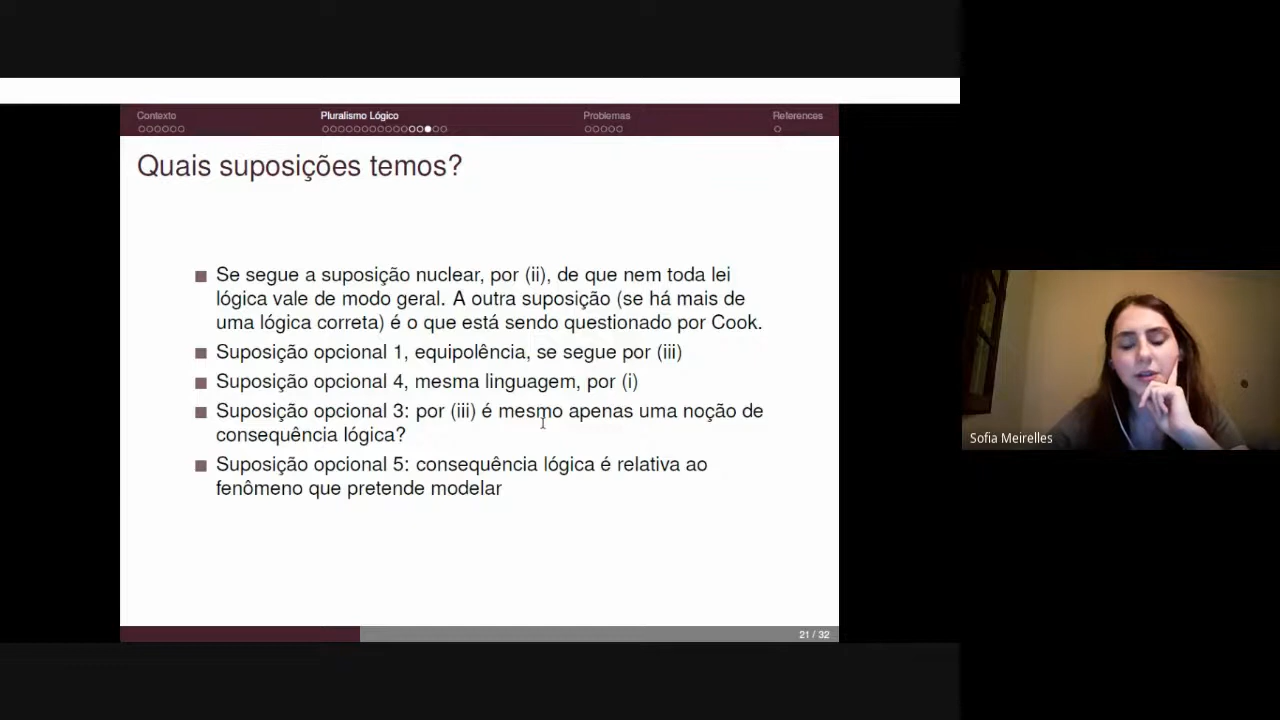 Contexto
Pluralismo Lógico
Problemas
References
Quais suposições temos?
Se segue a suposição nuclear, por (ii), de que nem toda lei
lógica vale de modo geral. A outra suposição (se há mais de
uma lógica correta) é o que está sendo questionado por Cook.
Suposição opcional 1, equipolência, se segue por (iii)
Suposição opcional 4, mesma linguagem, por (i)
Suposição opcional 3: por (iii) é mesmo apenas uma noção de
consequência lógica?
Suposição opcional 5: consequência lógica é relativa ao
fenômeno que pretende modelar
21 / 32
Sofia Meirelles